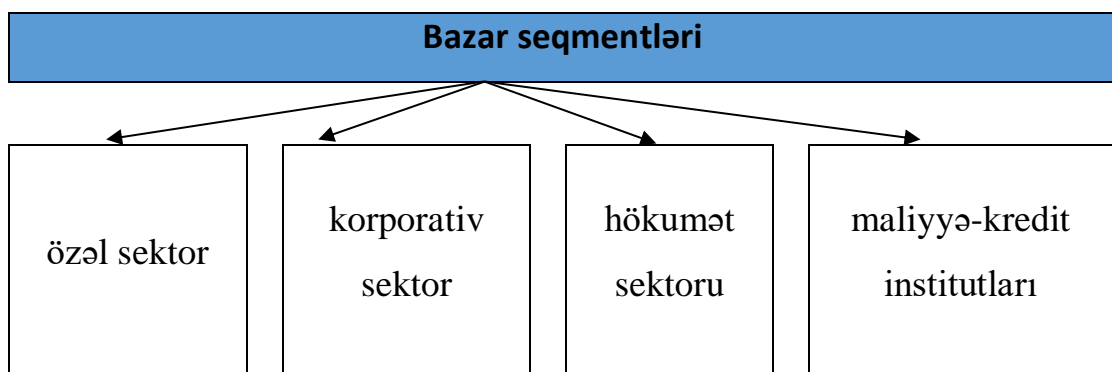 Bazar seqmentləri
özəl sektor
korporativ
sektor
hökumət
sektoru
maliyyə-kredit
institutları